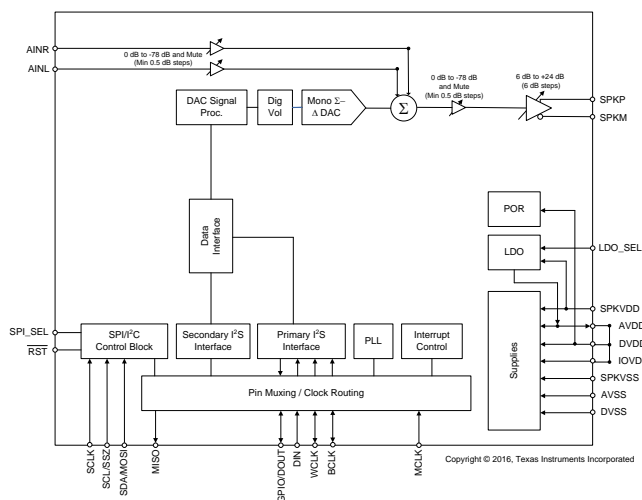 AINR
AINL
0 dB to -78 dB and Mute
(Min 0.5 dB steps)
0 dB to -78 dB
and Mute
(Min 0.5 dB steps)
6 dB to +24 dB
(6 dB steps)
SPKP
SPKM
DAC Signal
Proc.
Dig
Vol
Mono Σ-
Δ DAC
Σ
POR
Data
Interface
LDO
LDO_SEL
SPKVDD
AVDD
DVDD
IOVD
SPKVSS
AVSS
DVSS
Supplies
SPI_SEL
RST
SPI/I²C
Control Block
Secondary I²S
Interface
Primary I²S
Interface
PLL
Interrupt
Control
Pin Muxing / Clock Routing
SCLK
SCL/SSZ
SDA/MOSI
MISO
GPIO/DOUT
DIN
WCLK
BCLK
MCLK
Copyright © 2016, Texas Instruments Incorporated